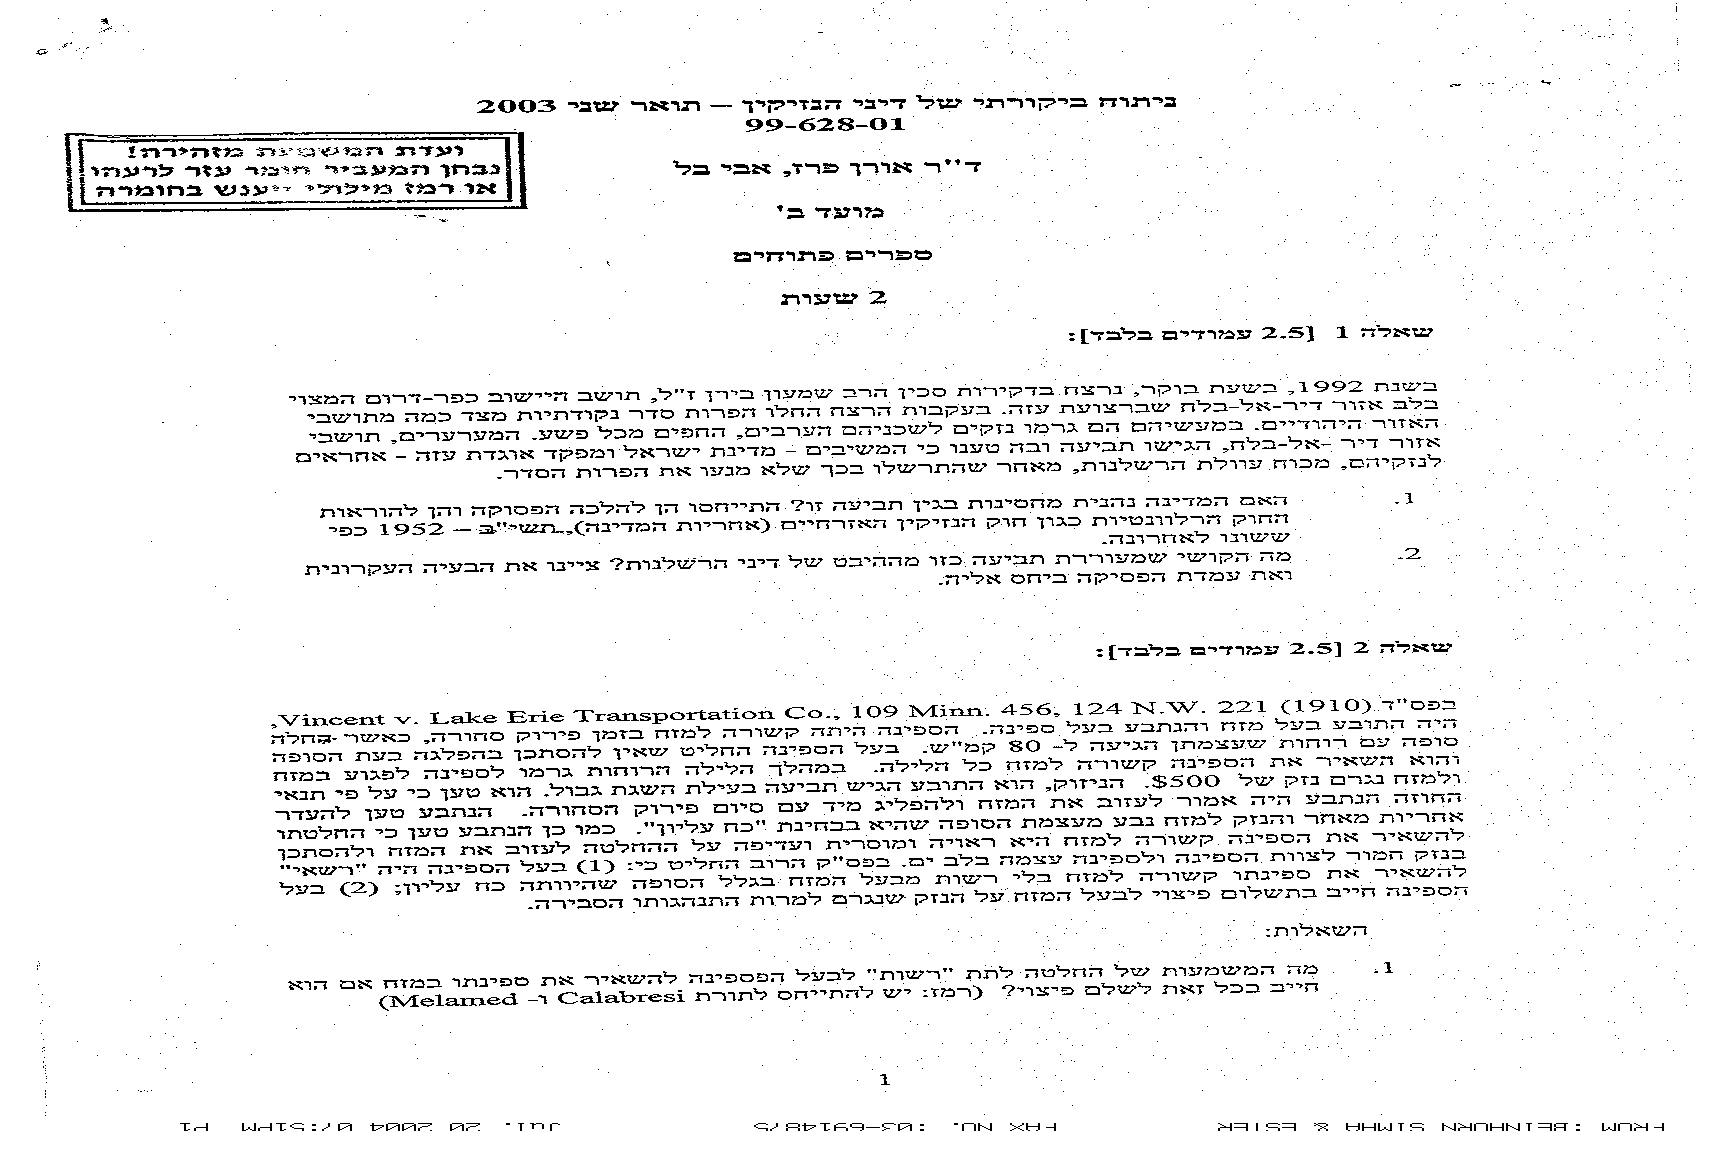 ניתוח ביקורתי של דיני הנזיקין – תואר שני 2003
99-628-01
ועדת המשמעת מזהירה!
נבחן המעביר חומר עזר לרעהו
או רמז מילולי ייענש בחומרה
ד"ר אורן פרז, אבי בל
מועד ב'
ספרים פתוחים
2 שעות
שאלה 1 [2.5 עמודים בלבד]:
בשנת 1992, בשעת בוקר, נרצח בדקירות סכין הרב שמעון בירן ז"ל, תושב היישוב כפר-דרום המצוי
בלב אזור דיר-אל-בלח שברצועת עזה. בעקבות הרצח החלו הפרות סדר נקודתיות מצד כמה מתושבי
האזור היהודיים. במעשיהם הם גרמו נזקים לשכניהם הערבים, החפים מכל פשע. המערערים, תושבי
אזור דיר -אל-בלח, הגישו תביעה ובה טענו כי המשיבים - מדינת ישראל ומפקד אוגדת עזה - אחראים
לנזקיהם, מכוח עוולת הרשלנות, מאחר שהתרשלו בכך שלא מנעו את הפרות הסדר.
1. האם המדינה נהנית מחסינות בגין תביעה זו? התייחסו הן להלכה הפסוקה והן להוראות
החוק הרלוונטיות כגון חוק הנזיקין האזרחיים (אחריות המדינה), תשי"ב – 1952 כפי
ששונו לאחרונה.
2. מה הקושי שמעוררת תביעה כזו מההיבט של דיני הרשלנות? ציינו את הבעיה העקרונית
ואת עמדת הפסיקה ביחס אליה.
שאלה 2 [2.5 עמודים בלבד]:
בפס"ד Vincent v. Lake Erie Transportation Co., 109 Minn. 456, 124 N.W. 221 (1910),
היה התובע בעל מזח והנתבע בעל ספינה. הספינה היתה קשורה למזח בזמן פירוק סחורה, כאשר החלה
סופה עם רוחות שעצמתן הגיעה ל- 80 קמ"ש. בעל הספינה החליט שאין להסתכן בהפלגה בעת הסופה
והוא השאיר את הספינה קשורה למזח כל הלילה. במהלך הלילה הרוחות גרמו לספינה לפגוע במזח
ולמזח נגרם נזק של $500. הניזוק, הוא התובע הגיש תביעה בעילת השגת גבול. הוא טען כי על פי תנאי
החוזה הנתבע היה אמור לעזוב את המזח ולהפליג מיד עם סיום פירוק הסחורה. הנתבע טען להעדר
אחריות מאחר והנזק למזח נבע מעצמת הסופה שהיא בבחינת "כח עליון". כמו כן הנתבע טען כי החלטתו
להשאיר את הספינה קשורה למזח היא ראויה ומוסרית ועדיפה על ההחלטה לעזוב את המזח ולהסתכן
בנזק חמור לצוות הספינה ולספינה עצמה בלב ים. בפס"ק הרוב החליט כי: (1) בעל הספינה היה "רשאי"
להשאיר את ספינתו קשורה למזח בלי רשות מבעל המזח בגלל הסופה שהיוותה כח עליון; (2) בעל
הספינה חייב בתשלום פיצוי לבעל המזח על הנזק שנגרם למרות התנהגותו הסבירה.
השאלות:
1. מה המשמעות של החלטה לתת "רשות" לבעל הפספינה להשאיר את ספינתו במזח אם הוא
חייב בכל זאת לשלם פיצוי? (רמז: יש להתייחס לתורת Calabresi ו- Melamed)
1
FROM :BEINHORN SIMHA & ESTER FAX NO. :03-6914875 Jul. 20 2004 07:51PM P1